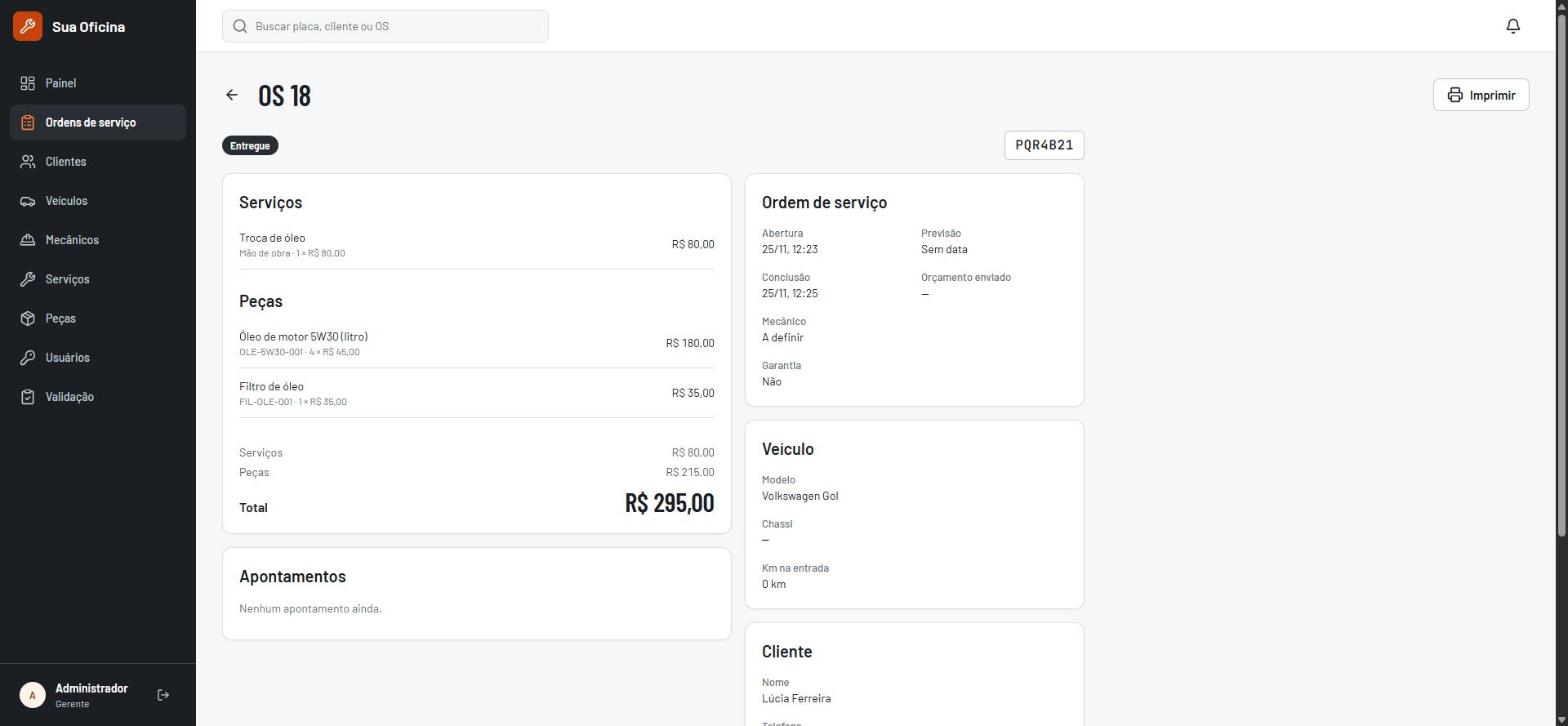 Sua Oficina
Buscar placa, cliente ou OS
Painel
Ordens de serviço
Clientes
Veículos
Mecânicos
Serviços
Peças
Usuários
Validação
A
Administrador
Gerente
OS 18
Imprimir
Entregue
PQR4B21
Serviços
Troca de óleo
R$ 80,00
Mão de obra · 1 × R$ 80,00
Peças
Óleo de motor 5W30 (litro)
R$ 180,00
OLE-5W30-001 · 4 × R$ 45,00
Filtro de óleo
R$ 35,00
FIL-OLE-001 · 1 × R$ 35,00
Serviços R$ 80,00
Peças R$ 215,00
Total R$ 295,00
Apontamentos
Nenhum apontamento ainda.
Ordem de serviço
Abertura Previsão
25/11, 12:23 Sem data
Conclusão Orçamento enviado
25/11, 12:25 —
Mecânico
A definir
Garantia
Não
Veículo
Modelo
Volkswagen Gol
Chassi
—
Km na entrada
0 km
Cliente
Nome
Lúcia Ferreira
Telefone